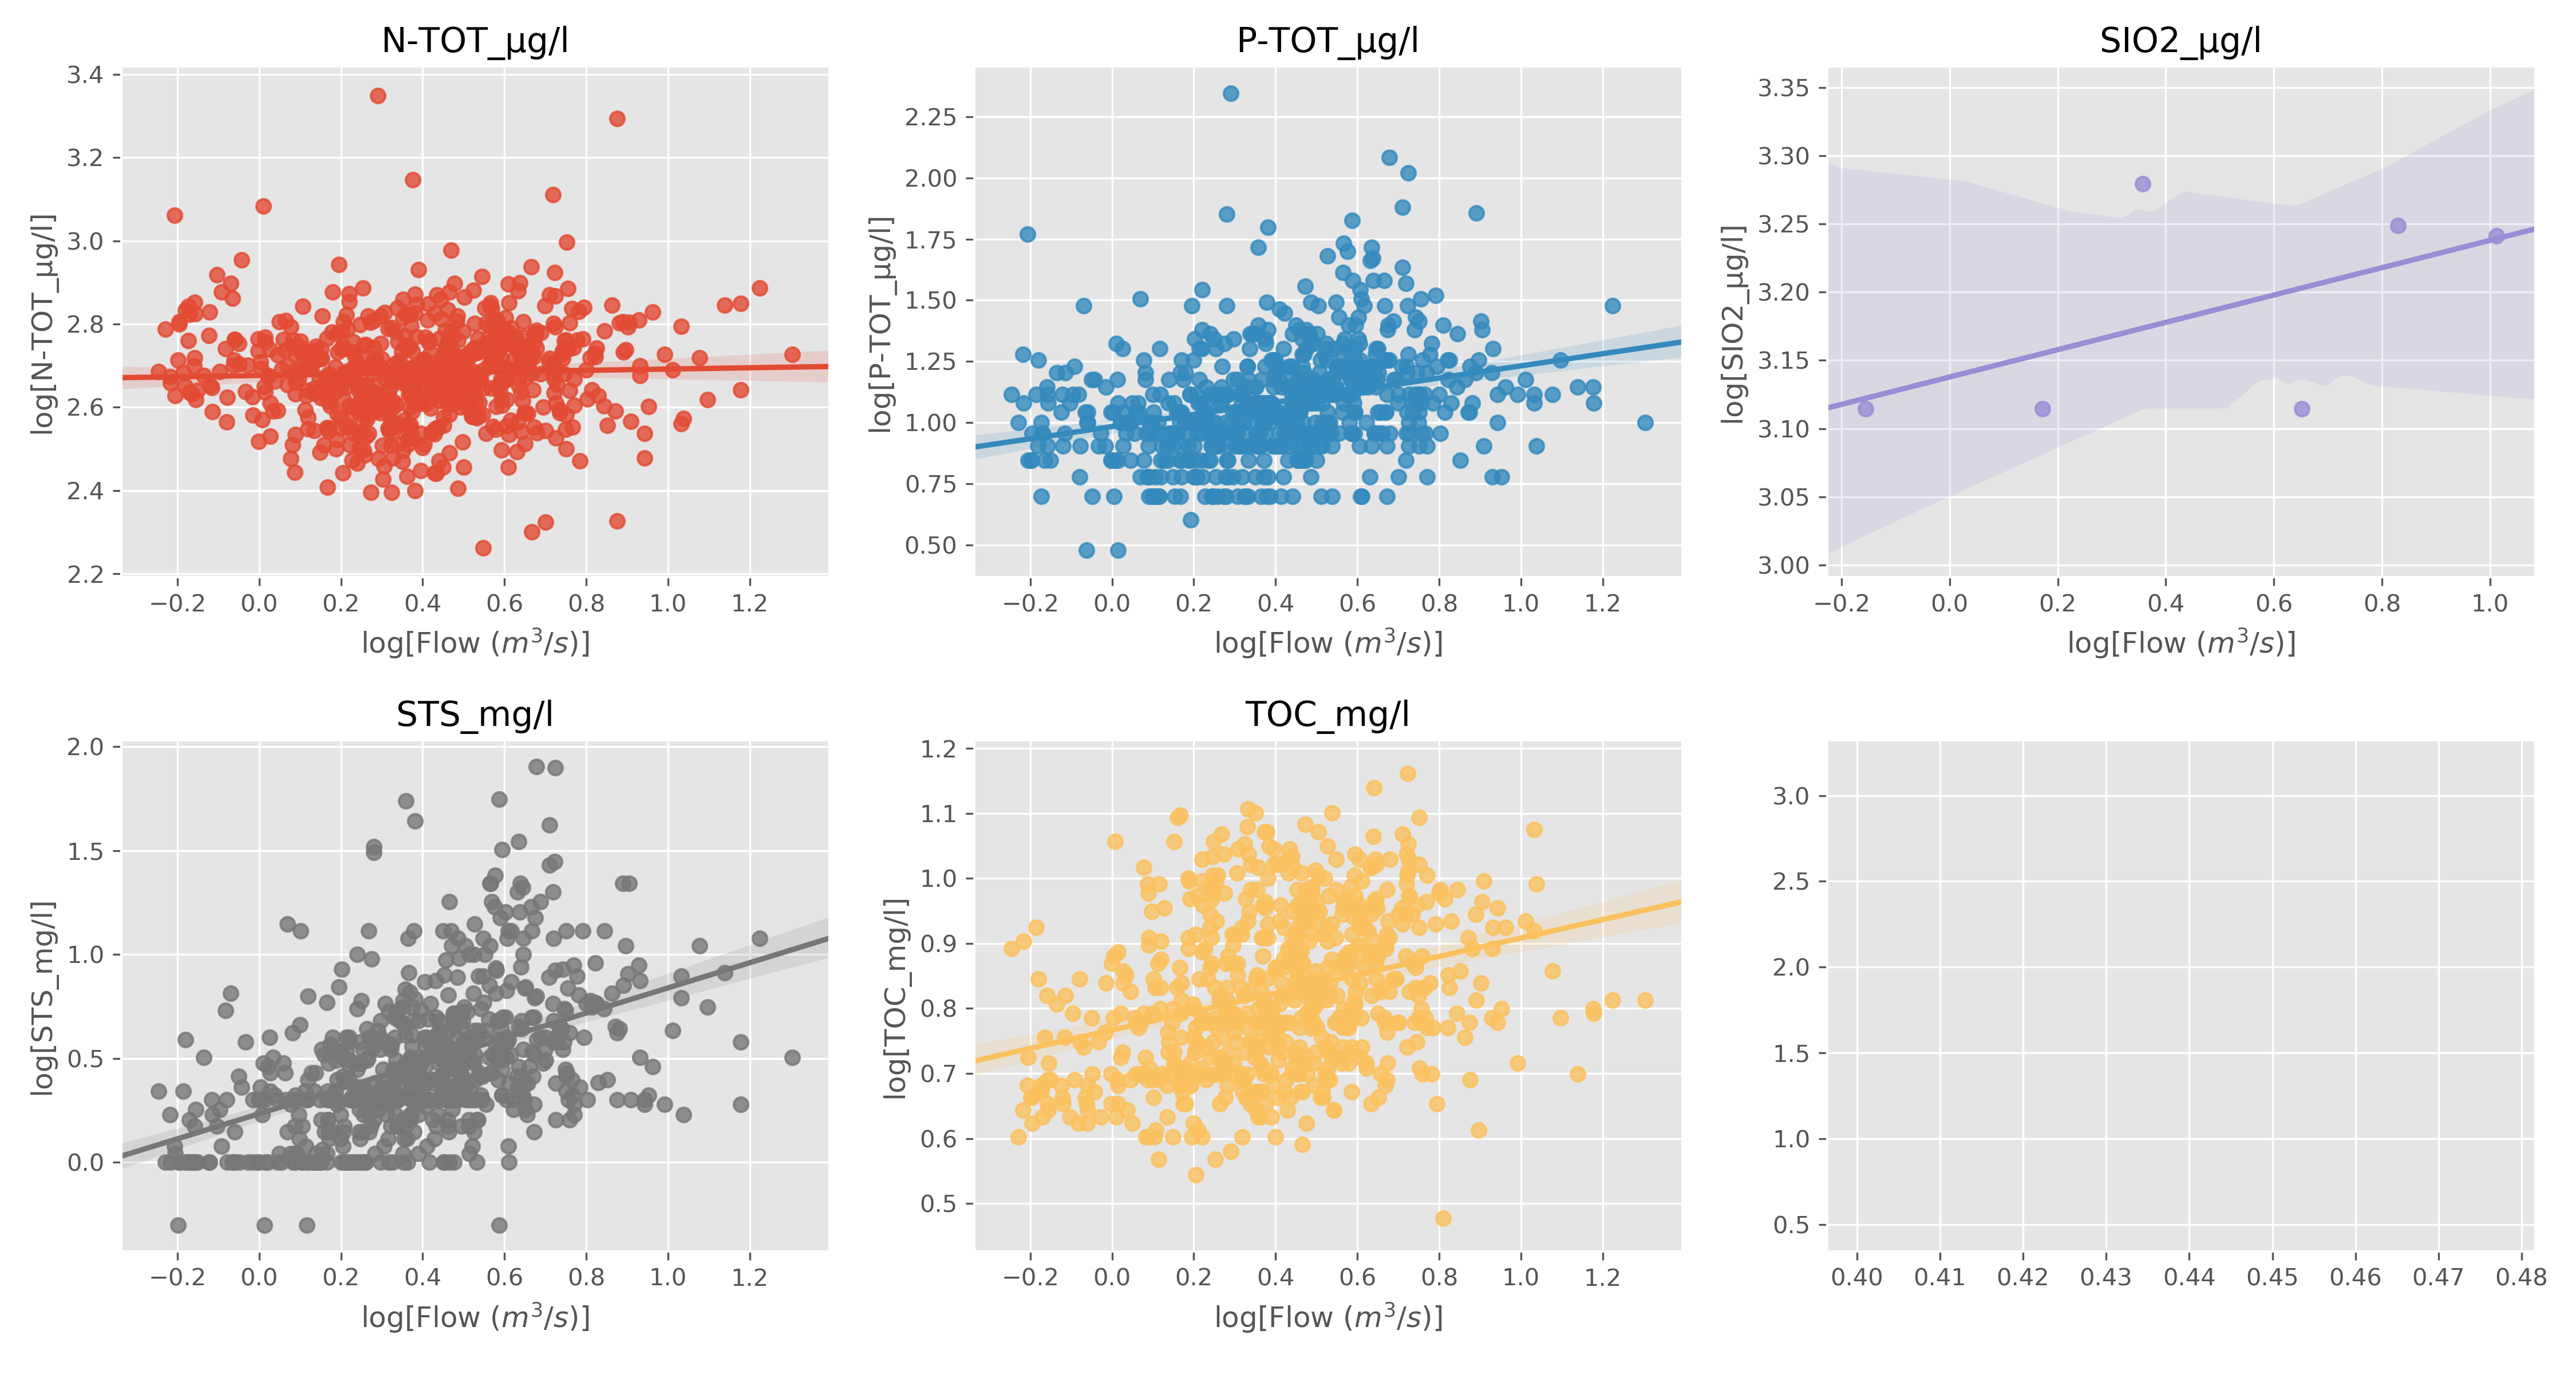 N-TOT_µg/l
3.4
3.2
3.0
2.8
2.6
2.4
2.2
log[N-TOT_µg/l]
−0.2 0.0 0.2 0.4 0.6 0.8 1.0 1.2
log[Flow (m³/s)]
P-TOT_µg/l
2.25
2.00
1.75
1.50
1.25
1.00
0.75
0.50
log[P-TOT_µg/l]
−0.2 0.0 0.2 0.4 0.6 0.8 1.0 1.2
log[Flow (m³/s)]
SIO2_µg/l
3.35
3.30
3.25
3.20
3.15
3.10
3.05
3.00
log[SIO2_µg/l]
−0.2 0.0 0.2 0.4 0.6 0.8 1.0
log[Flow (m³/s)]
STS_mg/l
2.0
1.5
1.0
0.5
0.0
log[STS_mg/l]
−0.2 0.0 0.2 0.4 0.6 0.8 1.0 1.2
log[Flow (m³/s)]
TOC_mg/l
1.2
1.1
1.0
0.9
0.8
0.7
0.6
0.5
log[TOC_mg/l]
−0.2 0.0 0.2 0.4 0.6 0.8 1.0 1.2
log[Flow (m³/s)]
3.0
2.5
2.0
1.5
1.0
0.5
0.40 0.41 0.42 0.43 0.44 0.45 0.46 0.47 0.48